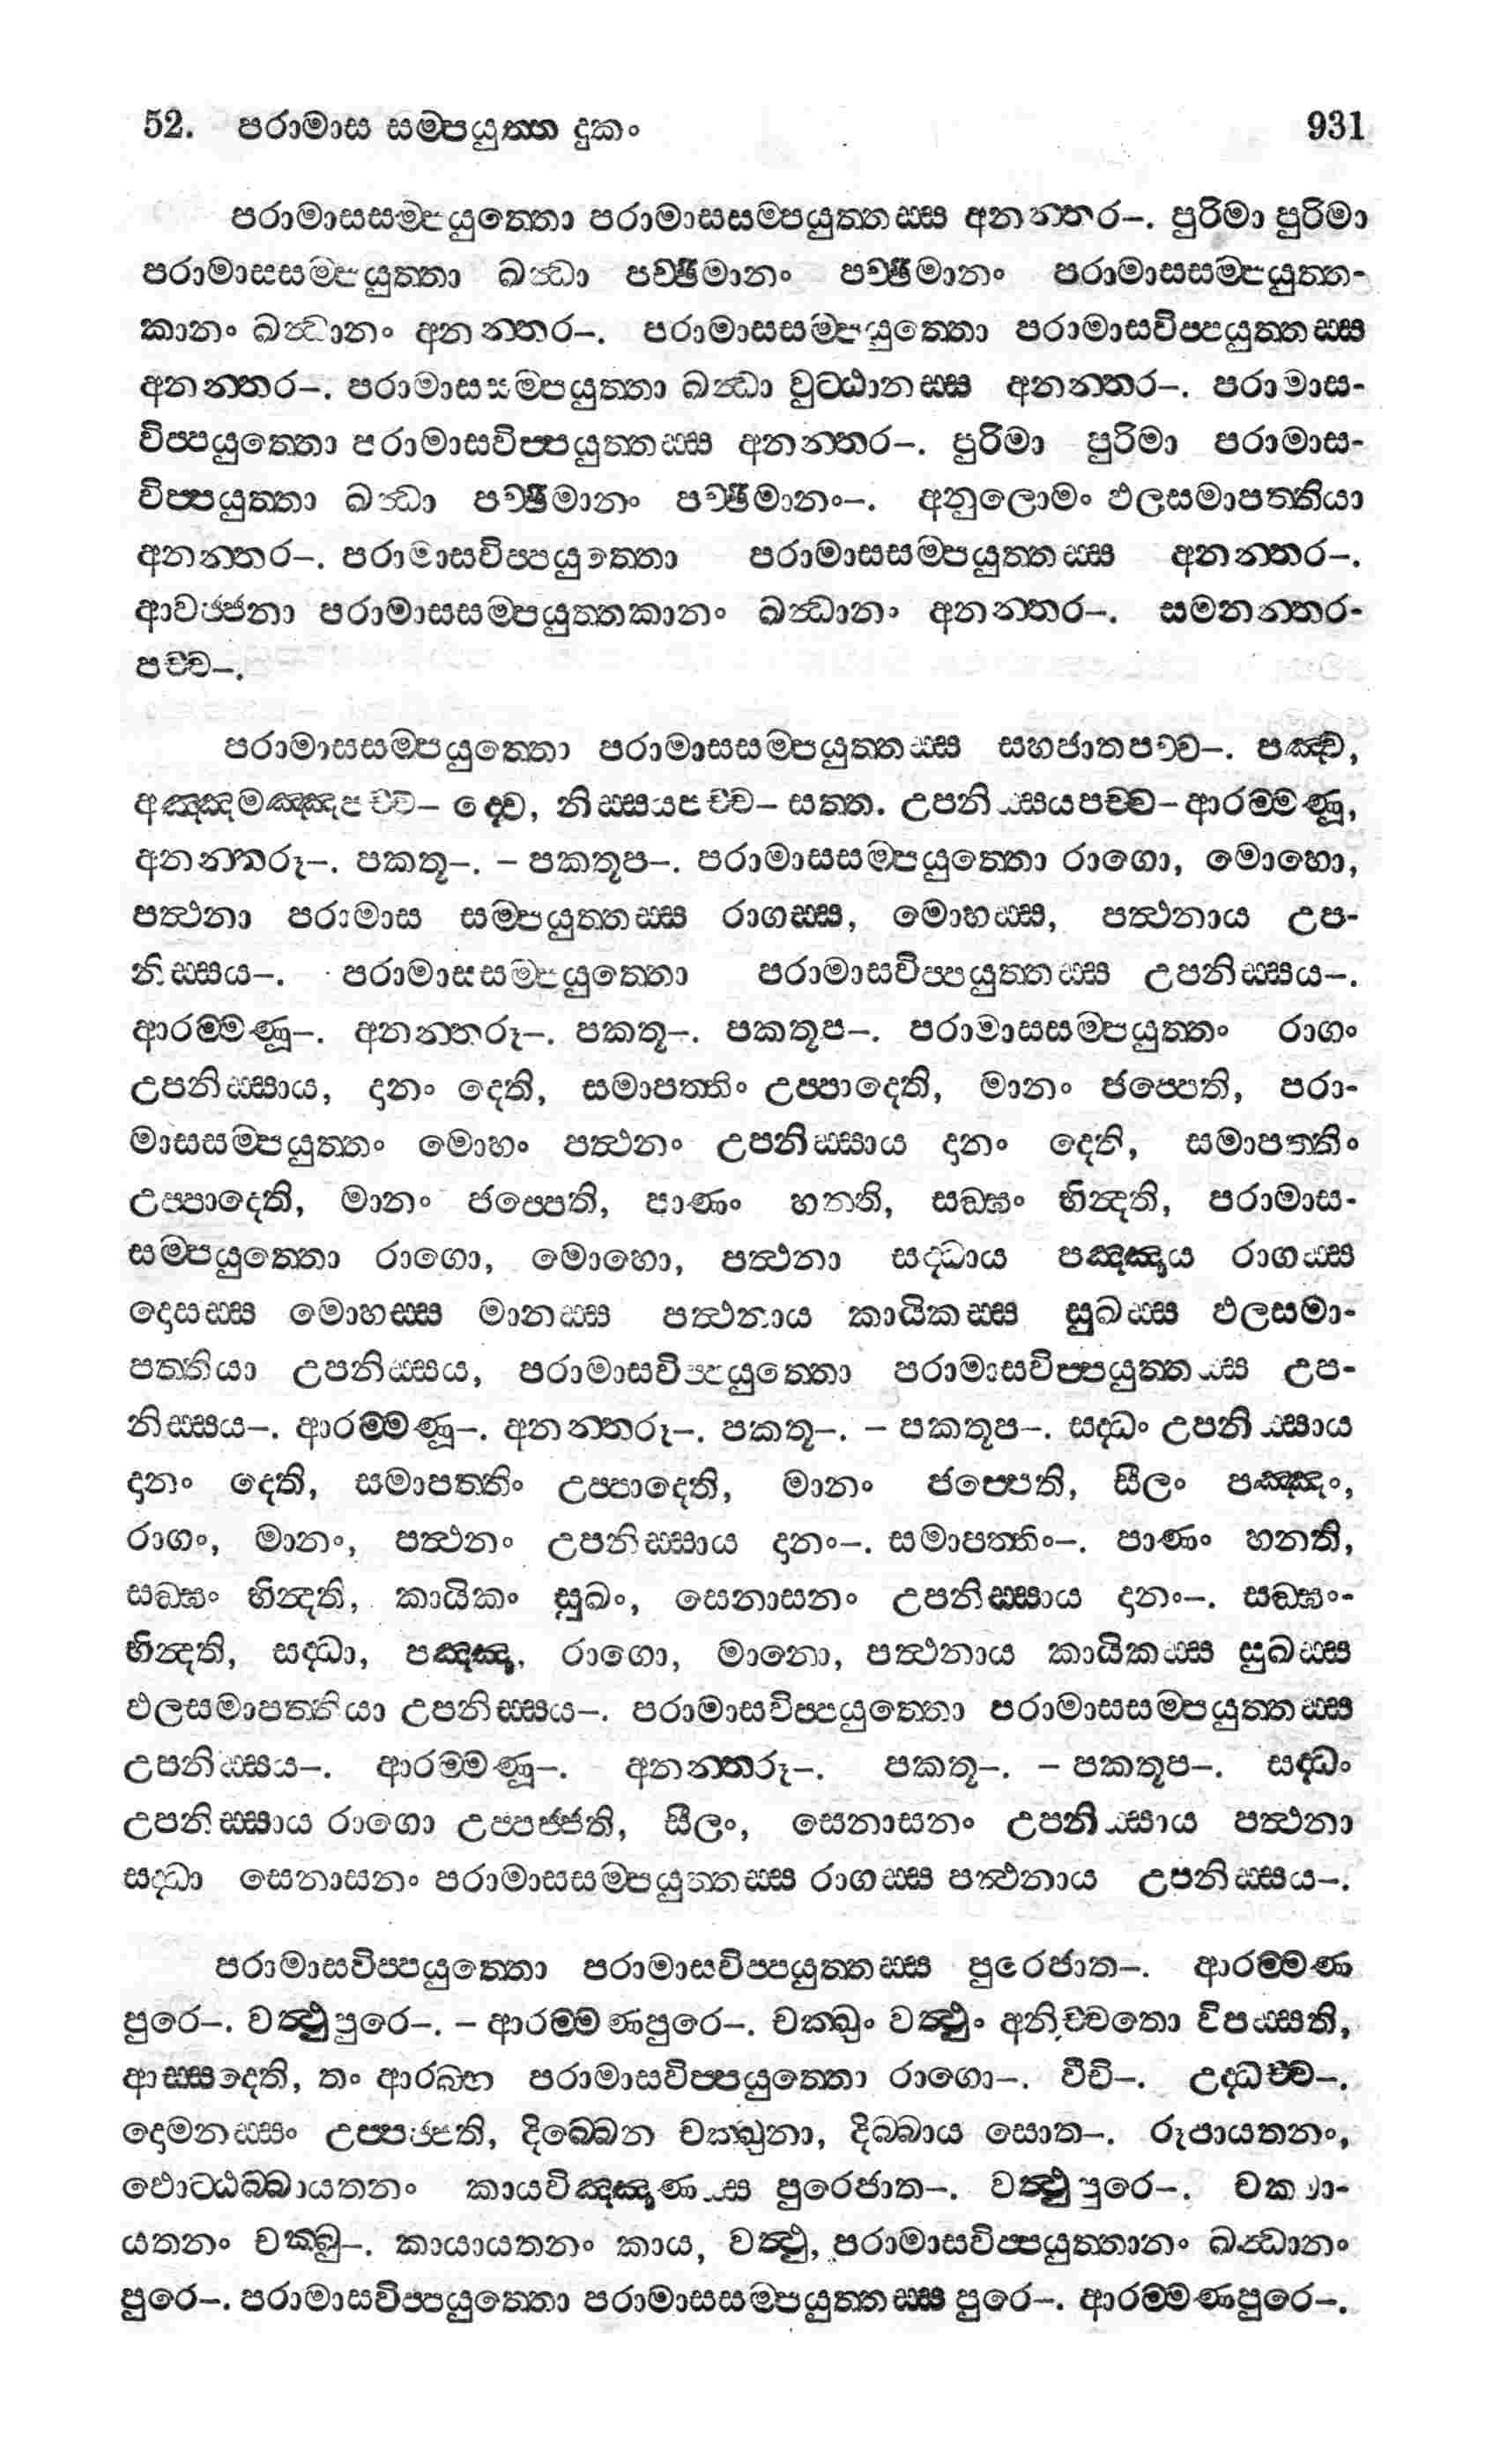 52. පරාමාස සම්පයුත්ත දුකං 931
පරාමාසසම්පයුත්තො පරාමාසසම්පයුත්තස්ස අනන්තර–. පුරිමා පුරිමා
පරාමාසසම්පයුත්තා ඛන්ධා පච්ඡිමානං පච්ඡිමානං පරාමාසසම්පයුත්ත-
කානං ඛන්ධානං අනන්තර–. පරාමාසසම්පයුත්තො පරාමාසවිප්පයුත්තස්ස
අනන්තර–. පරාමාසසම්පයුත්තා ඛන්ධා වුට්ඨානස්ස අනන්තර–. පරාමාස-
විප්පයුත්තො පරාමාසවිප්පයුත්තස්ස අනන්තර–. පුරිමා පුරිමා පරාමාස-
විප්පයුත්තා ඛන්ධා පච්ඡිමානං පච්ඡිමානං–. අනුලොමං ඵලසමාපත්තියා
අනන්තර–. පරාමාසවිප්පයුත්තො පරාමාසසම්පයුත්තස්ස අනන්තර–.
ආවජ්ජනා පරාමාසසම්පයුත්තකානං ඛන්ධානං අනන්තර–. සමනන්තර-
පච්ච–.
පරාමාසසම්පයුත්තො පරාමාසසම්පයුත්තස්ස සහජාතපච්ච–. පඤ්ච,
අඤ්ඤමඤ්ඤපච්ච– ද්වෙ, නිස්සයපච්ච– සත්ත. උපනිස්සයපච්ච– ආරම්මණූ,
අනන්තරූ–. පකතූ–. – පකතූප–. පරාමාසසම්පයුත්තො රාගො, මොහො,
පත්ථනා පරාමාස සම්පයුත්තස්ස රාගස්ස, මොහස්ස, පත්ථනාය උප-
නිස්සය–. පරාමාසසම්පයුත්තො පරාමාසවිප්පයුත්තස්ස උපනිස්සය–.
ආරම්මණූ–. අනන්තරූ–. පකතූ–. පකතූප–. පරාමාසසම්පයුත්තං රාගං
උපනිස්සාය, දානං දෙති, සමාපත්තිං උප්පාදෙති, මානං ජප්පෙති, පරා-
මාසසම්පයුත්තං මොහං පත්ථනං උපනිස්සාය දානං දෙති, සමාපත්තිං
උප්පාදෙති, මානං ජප්පෙති, පාණං හනති, සඞ්ඝං භින්දති, පරාමාස-
සම්පයුත්තො රාගො, මොහො, පත්ථනා සද්ධාය පඤ්ඤාය රාගස්ස
දොසස්ස මොහස්ස මානස්ස පත්ථනාය කායිකස්ස සුඛස්ස ඵලසමා-
පත්තියා උපනිස්සය, පරාමාසවිප්පයුත්තො පරාමාසවිප්පයුත්තස්ස උප-
නිස්සය–. ආරම්මණූ–. අනන්තරූ–. පකතූ–. – පකතූප–. සද්ධං උපනිස්සාය
දානං දෙති, සමාපත්තිං උප්පාදෙති, මානං ජප්පෙති, සීලං පඤ්ඤං,
රාගං, මානං, පත්ථනං උපනිස්සාය දානං–. සමාපත්තිං–. පාණං හනති,
සඞ්ඝං භින්දති, කායිකං සුඛං, සෙනාසනං උපනිස්සාය දානං–. සඞ්ඝං-
භින්දති, සද්ධා, පඤ්ඤා, රාගො, මානො, පත්ථනාය කායිකස්ස සුඛස්ස
ඵලසමාපත්තියා උපනිස්සය–. පරාමාසවිප්පයුත්තො පරාමාසසම්පයුත්තස්ස
උපනිස්සය–. ආරම්මණූ–. අනන්තරූ–. පකතූ–. – පකතූප–. සද්ධං
උපනිස්සාය රාගො උප්පජ්ජති, සීලං, සෙනාසනං උපනිස්සාය පත්ථනා
සද්ධා සෙනාසනං පරාමාසසම්පයුත්තස්ස රාගස්ස පත්ථනාය උපනිස්සය–.
පරාමාසවිප්පයුත්තො පරාමාසවිප්පයුත්තස්ස පුරෙජාත–. ආරම්මණ
පුරෙ–. වත්ථුපුරෙ–. – ආරම්මණපුරෙ–. චක්ඛුං වත්ථුං අනිච්චතො විපස්සති,
ආස්සදෙති, තං ආරබ්භ පරාමාසවිප්පයුත්තො රාගො–. විචි–. උද්ධච්ච–.
දොමනස්සං උප්පජ්ජති, දිබ්බෙන චක්ඛුනා, දිබ්බාය සොත–. රූපායතනං,
ඵොට්ඨබ්බායතනං කායවිඤ්ඤාණස්ස පුරෙජාත–. වත්ථුපුරෙ–. චක්ඛා-
යතනං චක්ඛු–. කායායතනං කාය, වත්ථු, පරාමාසවිප්පයුත්තානං ඛන්ධානං
පුරෙ–. පරාමාසවිප්පයුත්තො පරාමාසසම්පයුත්තස්ස පුරෙ–. ආරම්මණපුරෙ–.